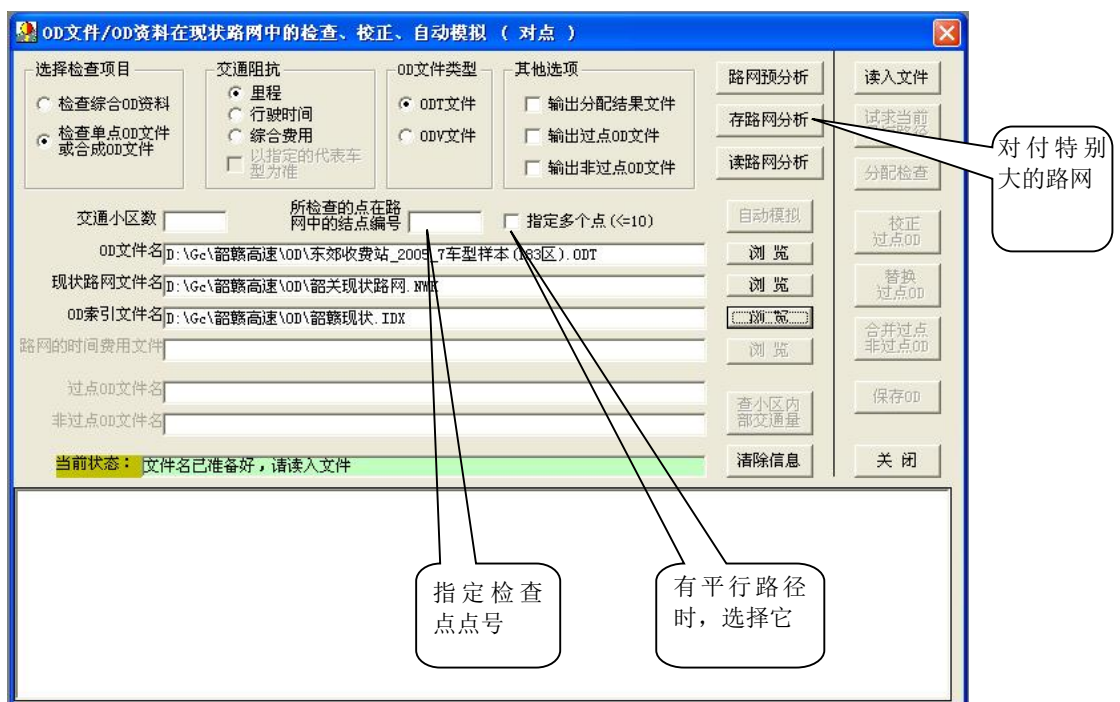 OD文件/OD资料在现状路网中的检查、校正、自动模拟 ( 对点 )
选择检查项目
检查综合OD资料
检查单点OD文件
或合成OD文件
交通阻抗
里程
行驶时间
综合费用
以指定的代表车
型为准
OD文件类型
ODT文件
ODV文件
其他选项
输出分配结果文件
输出过点OD文件
输出非过点OD文件
路网预分析
存路网分析
读路网分析
读入文件
试求当前
分配检查
对付特别
大的路网
交通小区数
所检查的点在路
网中的结点编号
指定多个点(<=10)
自动模拟
校正
过点OD
OD文件名
D:\Gc\韶赣高速\OD\东郊收费站_2005_7车型样本(183区).ODT
浏 览
现状路网文件名
D:\Gc\韶赣高速\OD\韶关现状路网.NWK
浏 览
替换
过点OD
OD索引文件名
D:\Gc\韶赣高速\OD\韶赣现状.IDX
浏 览
合并过点
非过点OD
路网的时间费用文件
浏 览
过点OD文件名
非过点OD文件名
查小区内
部交通量
保存OD
当前状态：
文件名已准备好，请读入文件
清除信息
关 闭
指定检查
点点号
有平行路径
时，选择它